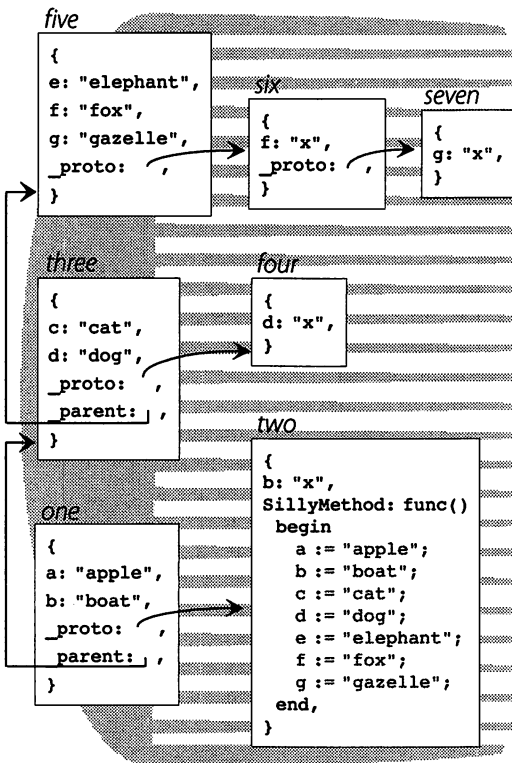 five
{
e: "elephant",
f: "fox",
g: "gazelle",
_proto: ,
}
six
{
f: "x",
_proto: ,
}
seven
{
g: "x",
}
three
{
c: "cat",
d: "dog",
_proto: ,
_parent: ,
}
four
{
d: "x",
}
one
{
a: "apple",
b: "boat",
_proto: ,
_parent: ,
}
two
{
b: "x",
SillyMethod: func()
begin
a := "apple";
b := "boat";
c := "cat";
d := "dog";
e := "elephant";
f := "fox";
g := "gazelle";
end,
}